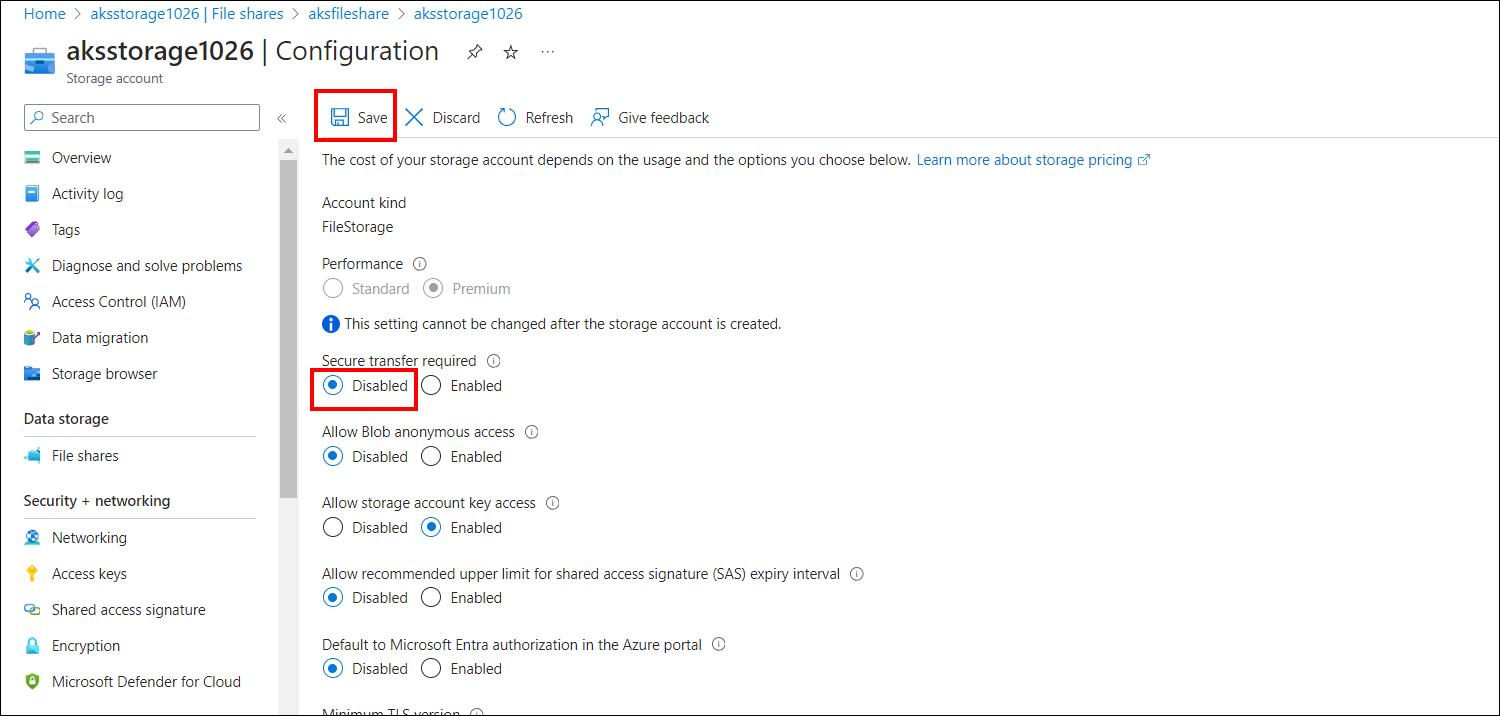 Home > aksstorage1026 | File shares > aksfileshare > aksstorage1026
aksstorage1026 | Configuration
Storage account
Search
Save Discard Refresh Give feedback
Overview
Activity log
Tags
Diagnose and solve problems
Access Control (IAM)
Data migration
Storage browser
Data storage
File shares
Security + networking
Networking
Access keys
Shared access signature
Encryption
Microsoft Defender for Cloud
The cost of your storage account depends on the usage and the options you choose below. Learn more about storage pricing
Account kind
FileStorage
Performance
Standard Premium
This setting cannot be changed after the storage account is created.
Secure transfer required
Disabled Enabled
Allow Blob anonymous access
Disabled Enabled
Allow storage account key access
Disabled Enabled
Allow recommended upper limit for shared access signature (SAS) expiry interval
Disabled Enabled
Default to Microsoft Entra authorization in the Azure portal
Disabled Enabled
Minimum TLS version